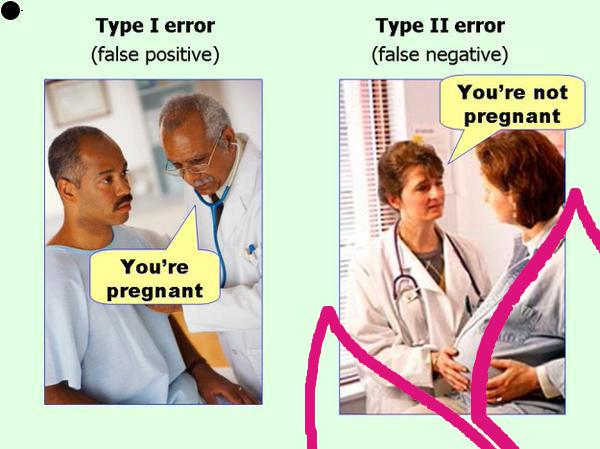 Type I error
(false positive)
You're
pregnant
Type II error
(false negative)
You're not
pregnant